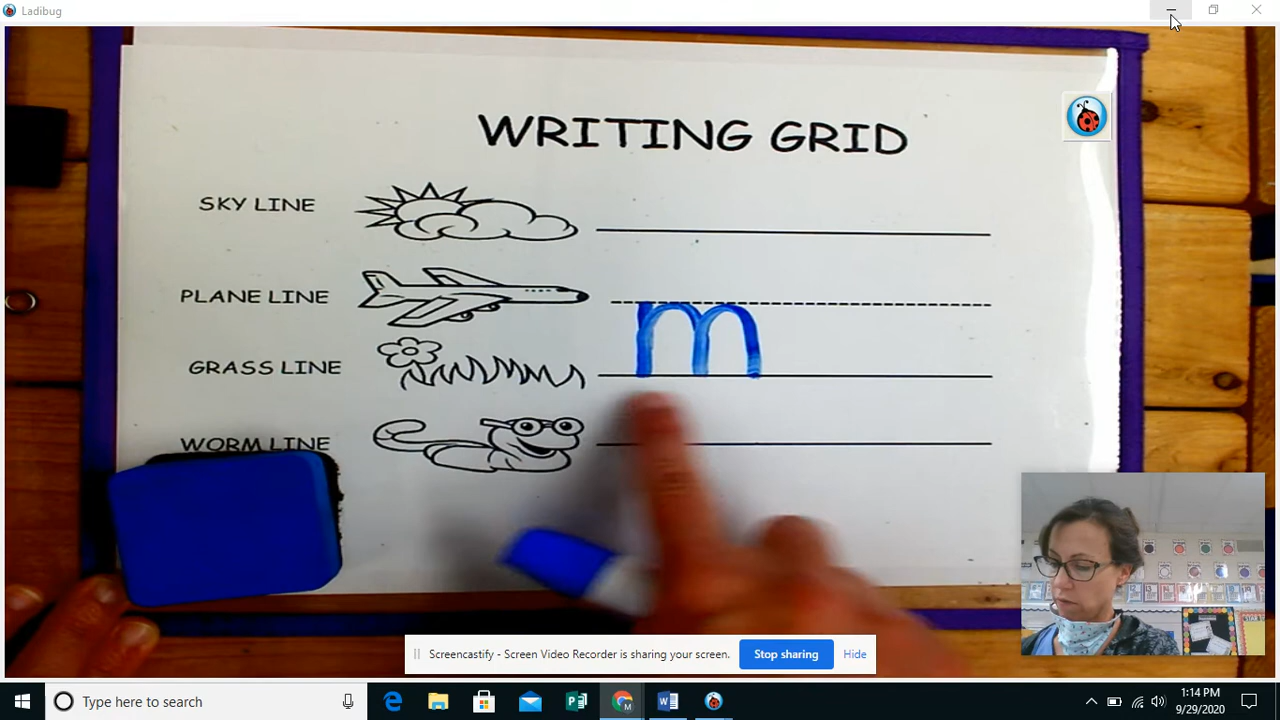 Ladibug
WRITING GRID
SKY LINE
PLANE LINE
m
GRASS LINE
WORM LINE
Screencastify - Screen Video Recorder is sharing your screen.
Stop sharing
Hide
Type here to search
1:14 PM
9/29/2020